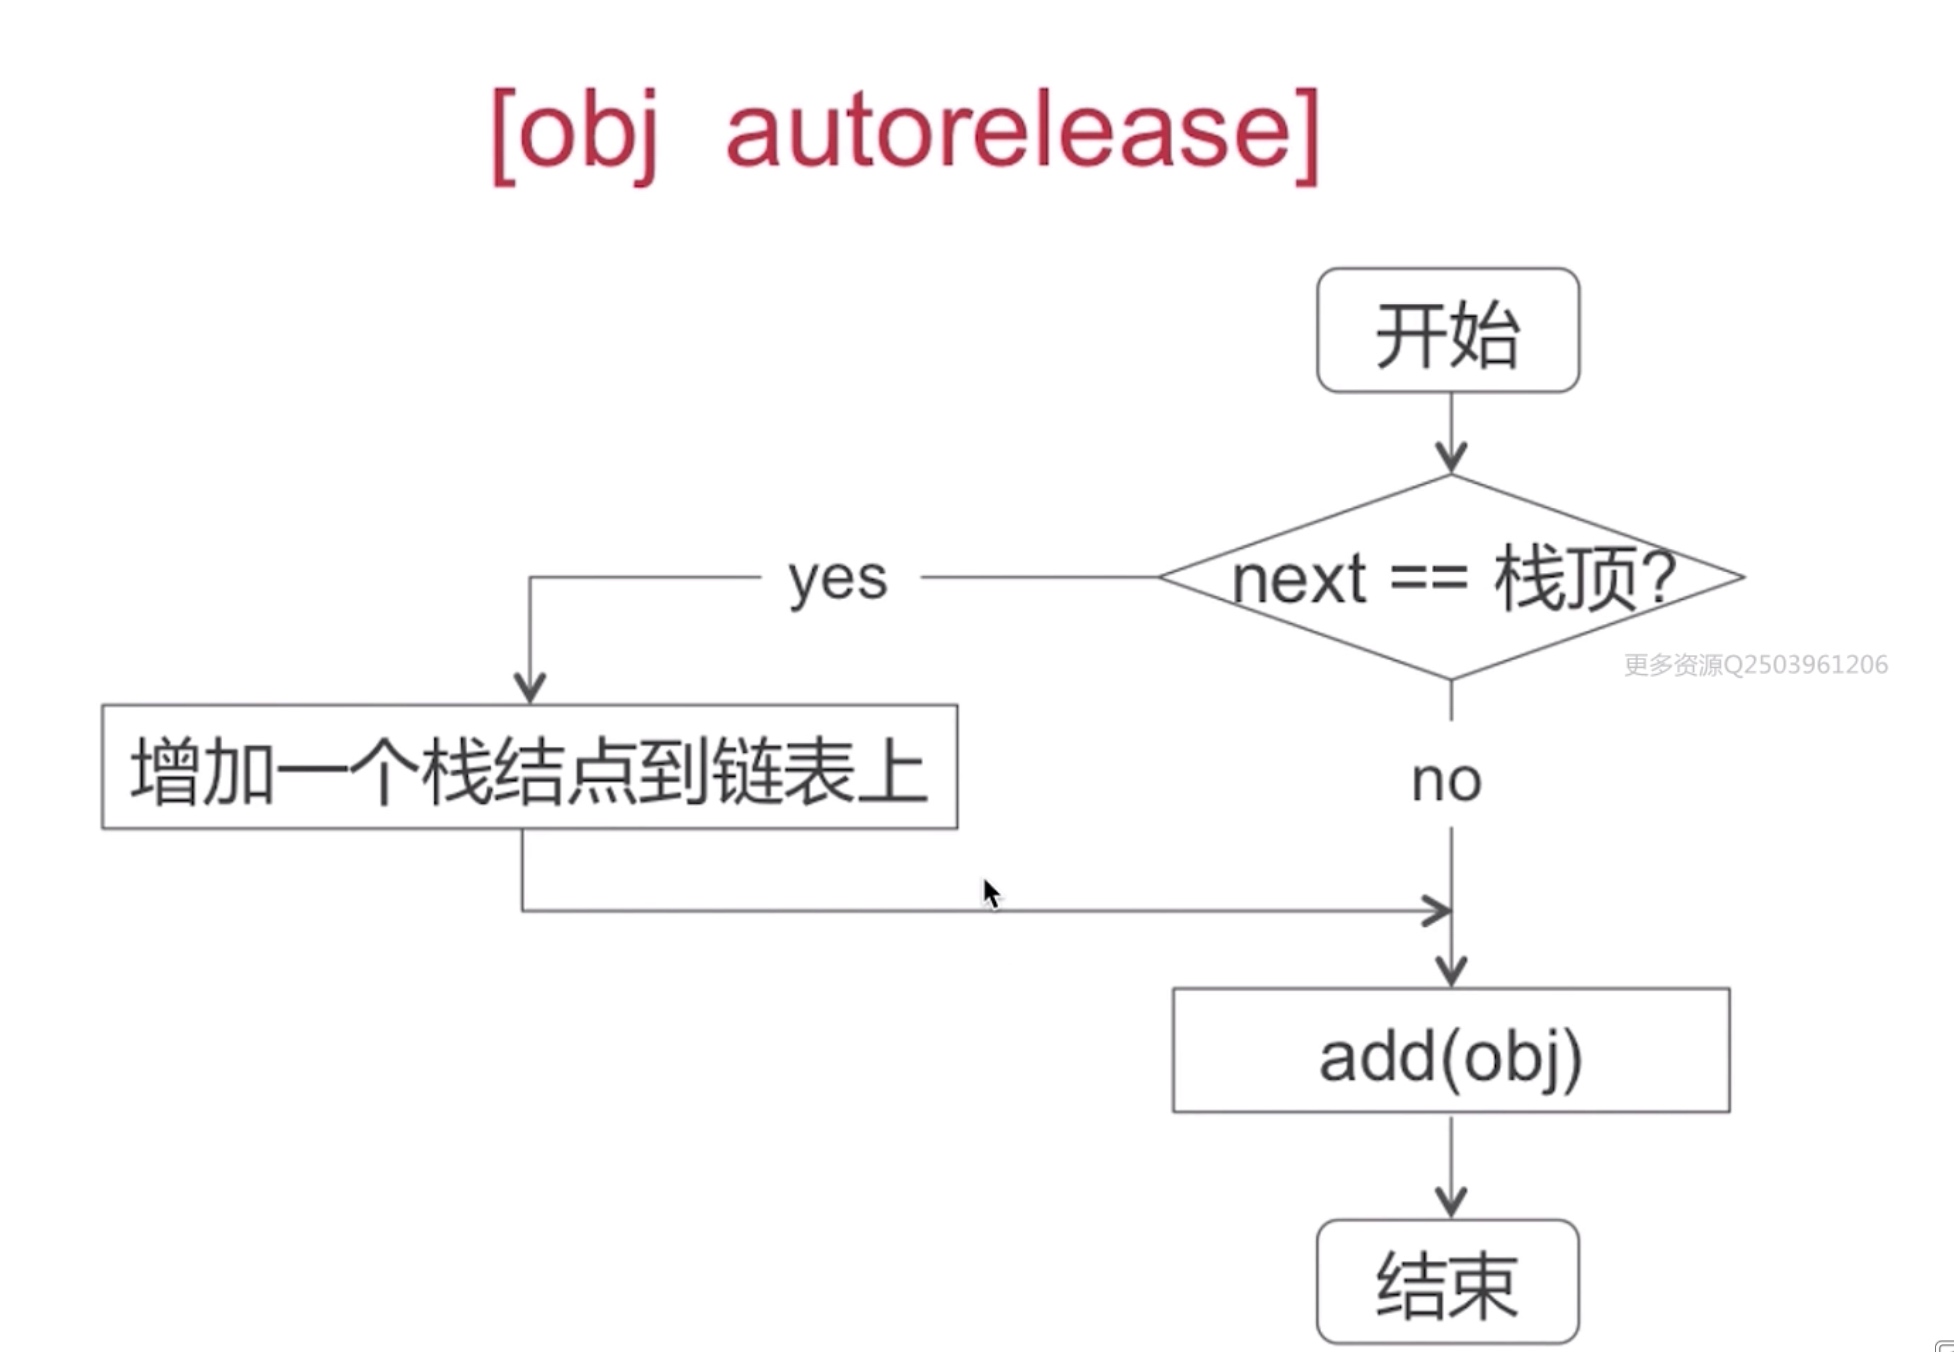 [obj autorelease]
开始
next == 栈顶?
yes
更多资源Q2503961206
增加一个栈结点到链表上
no
add(obj)
结束